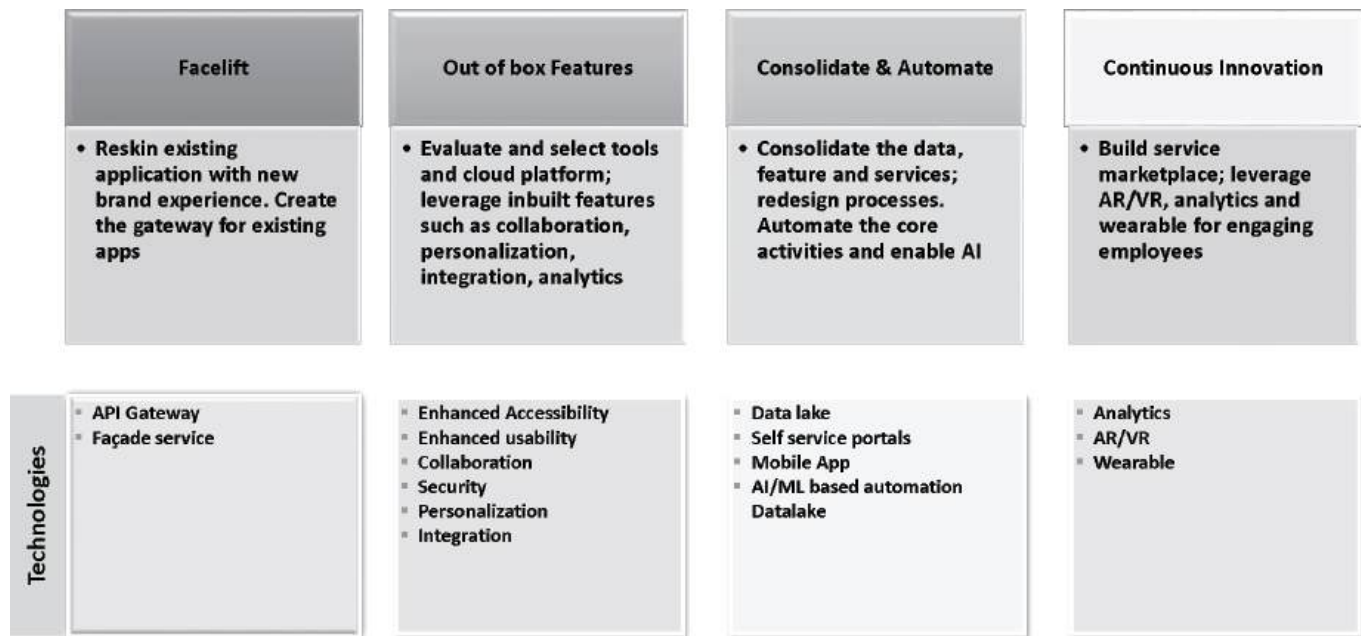 Facelift
Out of box Features
Consolidate & Automate
Continuous Innovation
• Reskin existing
application with new
brand experience. Create
the gateway for existing
apps
• Evaluate and select tools
and cloud platform;
leverage inbuilt features
such as collaboration,
personalization,
integration, analytics
• Consolidate the data,
feature and services;
redesign processes.
Automate the core
activities and enable AI
• Build service
marketplace; leverage
AR/VR, analytics and
wearable for engaging
employees
Technologies
▪ API Gateway
▪ Façade service
▪ Enhanced Accessibility
▪ Enhanced usability
▪ Collaboration
▪ Security
▪ Personalization
▪ Integration
▪ Data lake
▪ Self service portals
▪ Mobile App
▪ AI/ML based automation
Datalake
▪ Analytics
▪ AR/VR
▪ Wearable